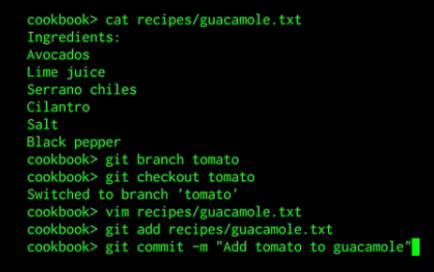 cookbook> cat recipes/guacamole.txt
Ingredients:
Avocados
Lime juice
Serrano chiles
Cilantro
Salt
Black pepper
cookbook> git branch tomato
cookbook> git checkout tomato
Switched to branch 'tomato'
cookbook> vim recipes/guacamole.txt
cookbook> git add recipes/guacamole.txt
cookbook> git commit -m "Add tomato to guacamole"